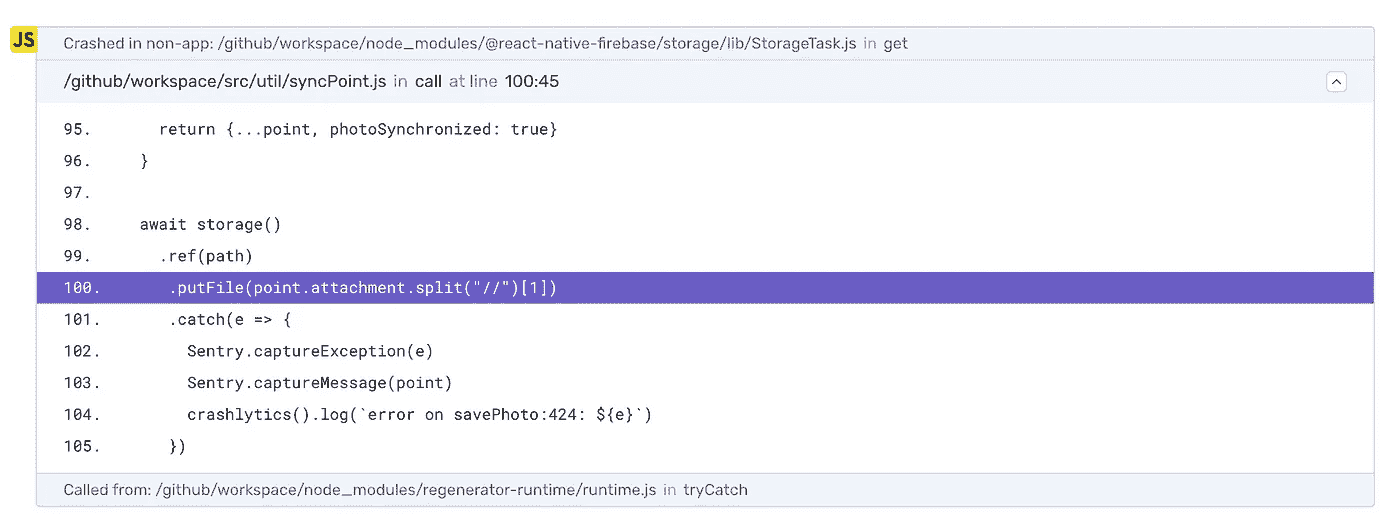 JS
Crashed in non-app: /github/workspace/node_modules/@react-native-firebase/storage/lib/StorageTask.js in get
/github/workspace/src/util/syncPoint.js in call at line 100:45
95. return {...point, photoSynchronized: true}
96. }
97.
98. await storage()
99. .ref(path)
100. .putFile(point.attachment.split("//")[1])
101. .catch(e => {
102. Sentry.captureException(e)
103. Sentry.captureMessage(point)
104. crashlytics().log(`error on savePhoto:424: ${e}`)
105. })
Called from: /github/workspace/node_modules/regenerator-runtime/runtime.js in tryCatch